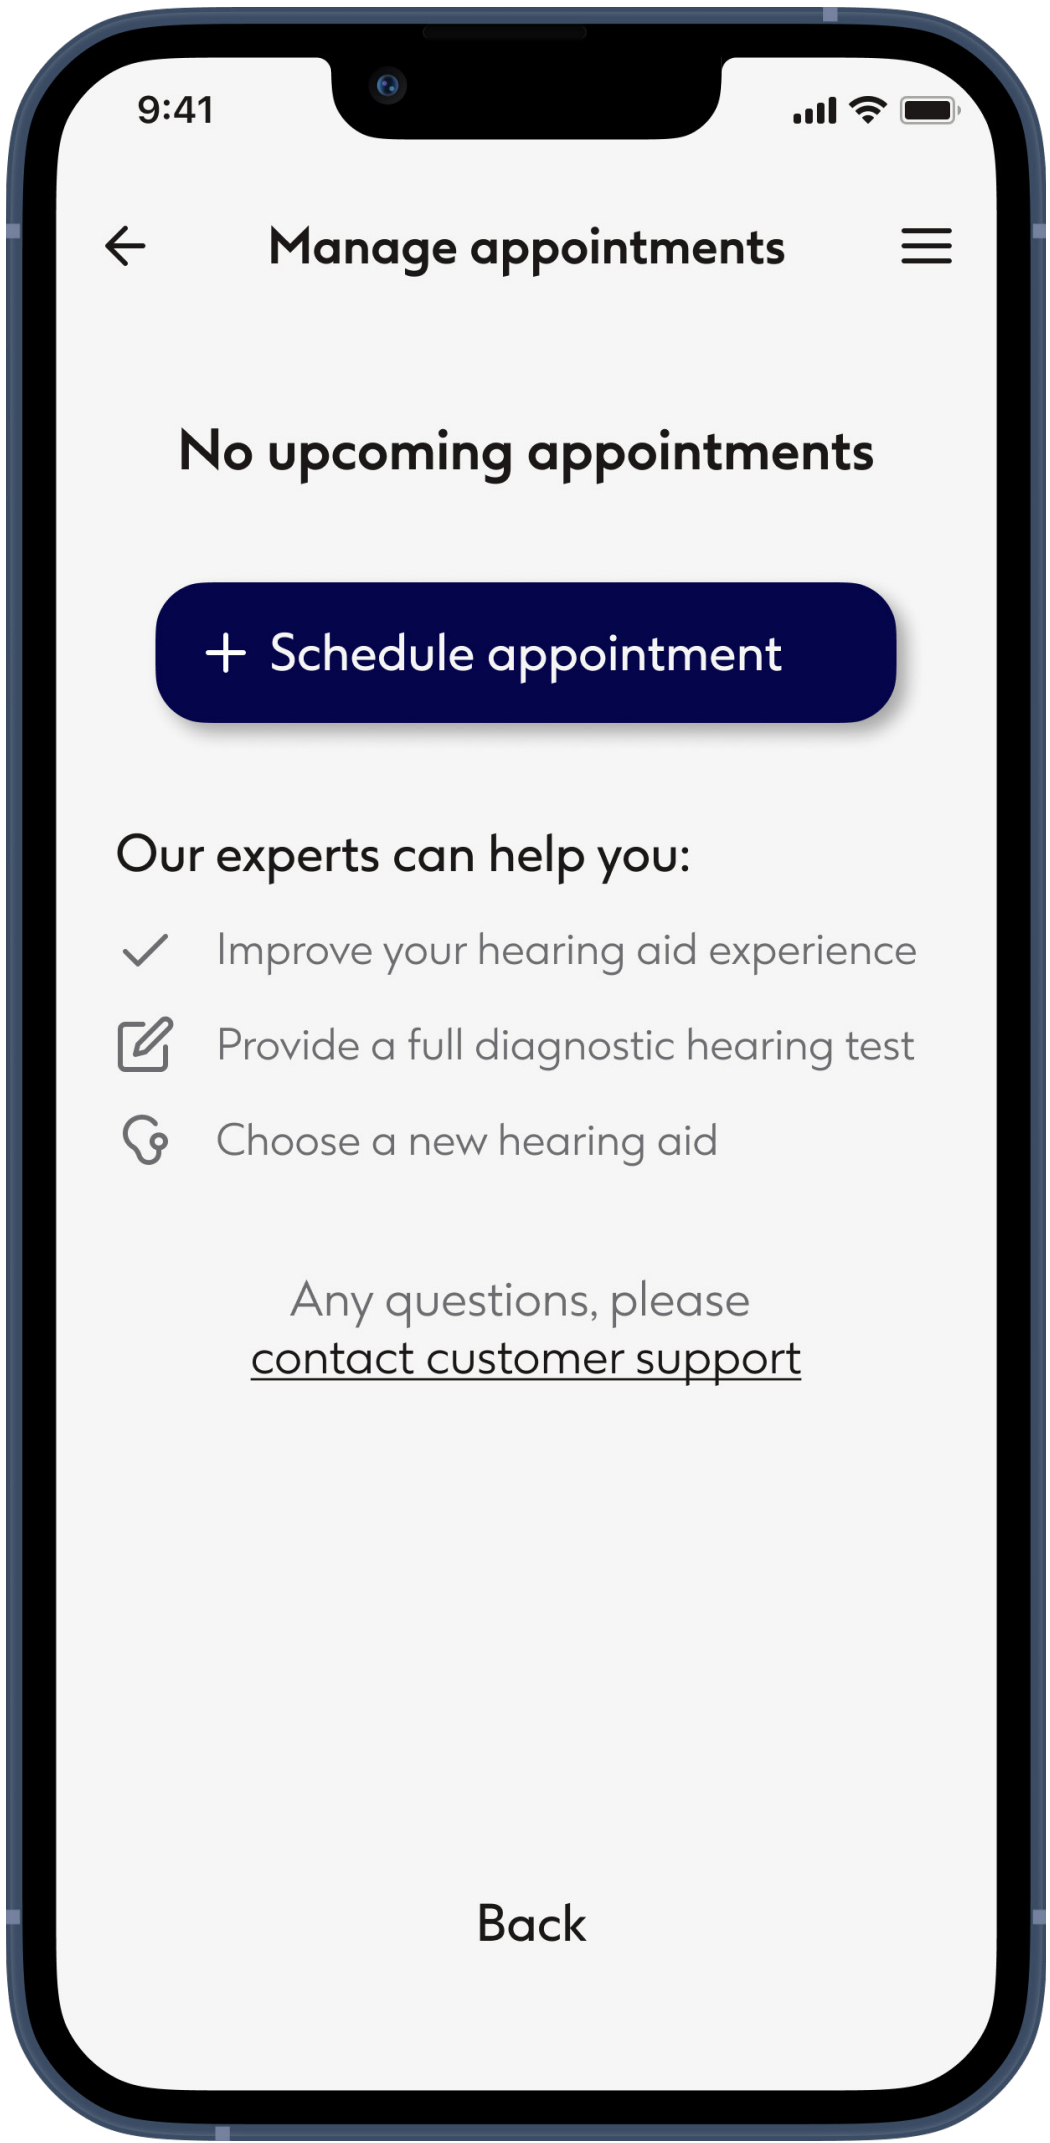 9:41
Manage appointments
No upcoming appointments
+ Schedule appointment
Our experts can help you:
Improve your hearing aid experience
Provide a full diagnostic hearing test
Choose a new hearing aid
Any questions, please
contact customer support
Back